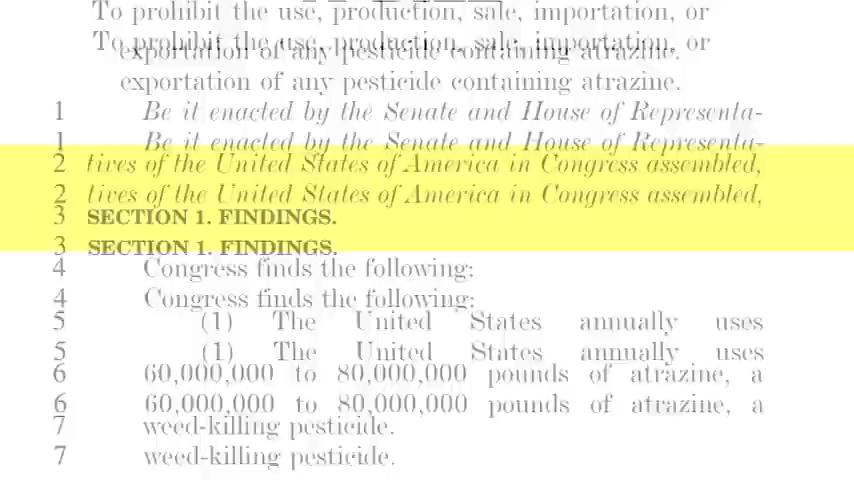 To prohibit the use, production, sale, importation, or
To prohibit the use, production, sale, importation, or
exportation of any pesticide containing atrazine.
exportation of any pesticide containing atrazine.
1 Be it enacted by the Senate and House of Representa-
1 Be it enacted by the Senate and House of Representa-
2 tives of the United States of America in Congress assembled,
2 tives of the United States of America in Congress assembled,
3 SECTION 1. FINDINGS.
3 SECTION 1. FINDINGS.
4 Congress finds the following:
4 Congress finds the following:
5 (1) The United States annually uses
5 (1) The United States annually uses
6 60,000,000 to 80,000,000 pounds of atrazine, a
6 60,000,000 to 80,000,000 pounds of atrazine, a
7 weed-killing pesticide.
7 weed-killing pesticide.